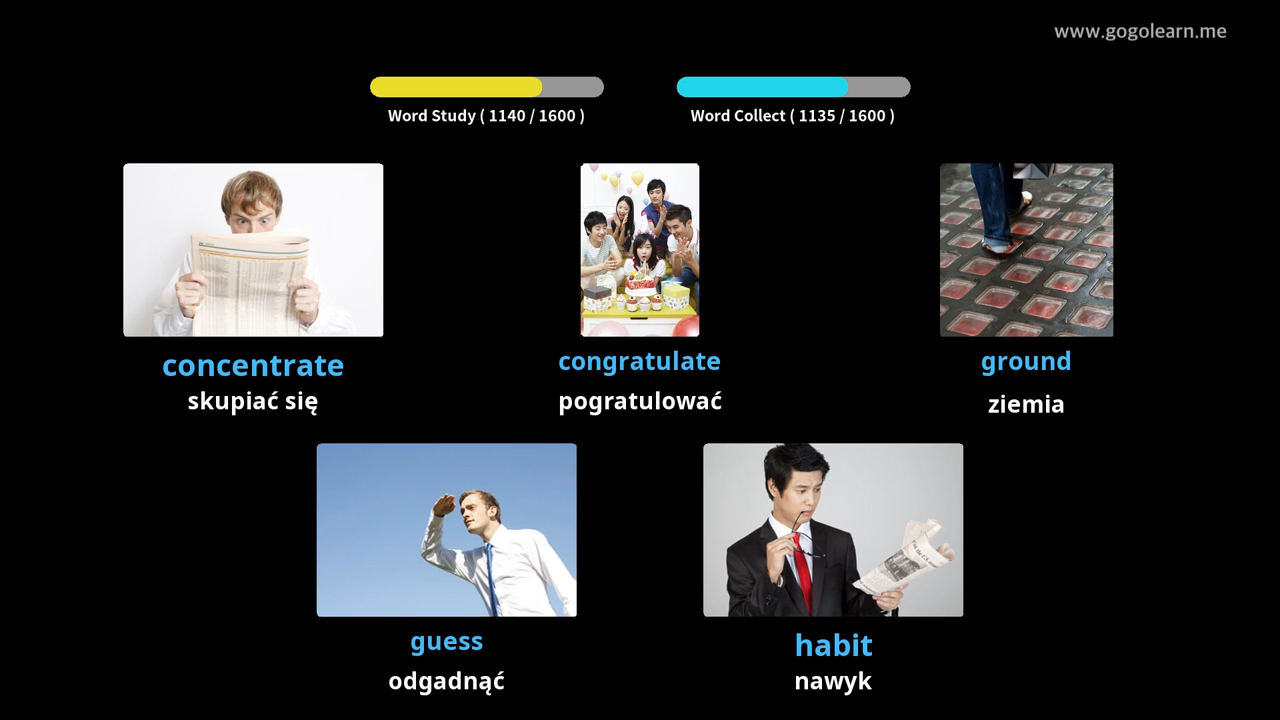 www.gogolearn.me
Word Study ( 1140 / 1600 )
Word Collect ( 1135 / 1600 )
concentrate
skupiać się
congratulate
pogratulować
ground
ziemia
guess
odgadnąć
habit
nawyk